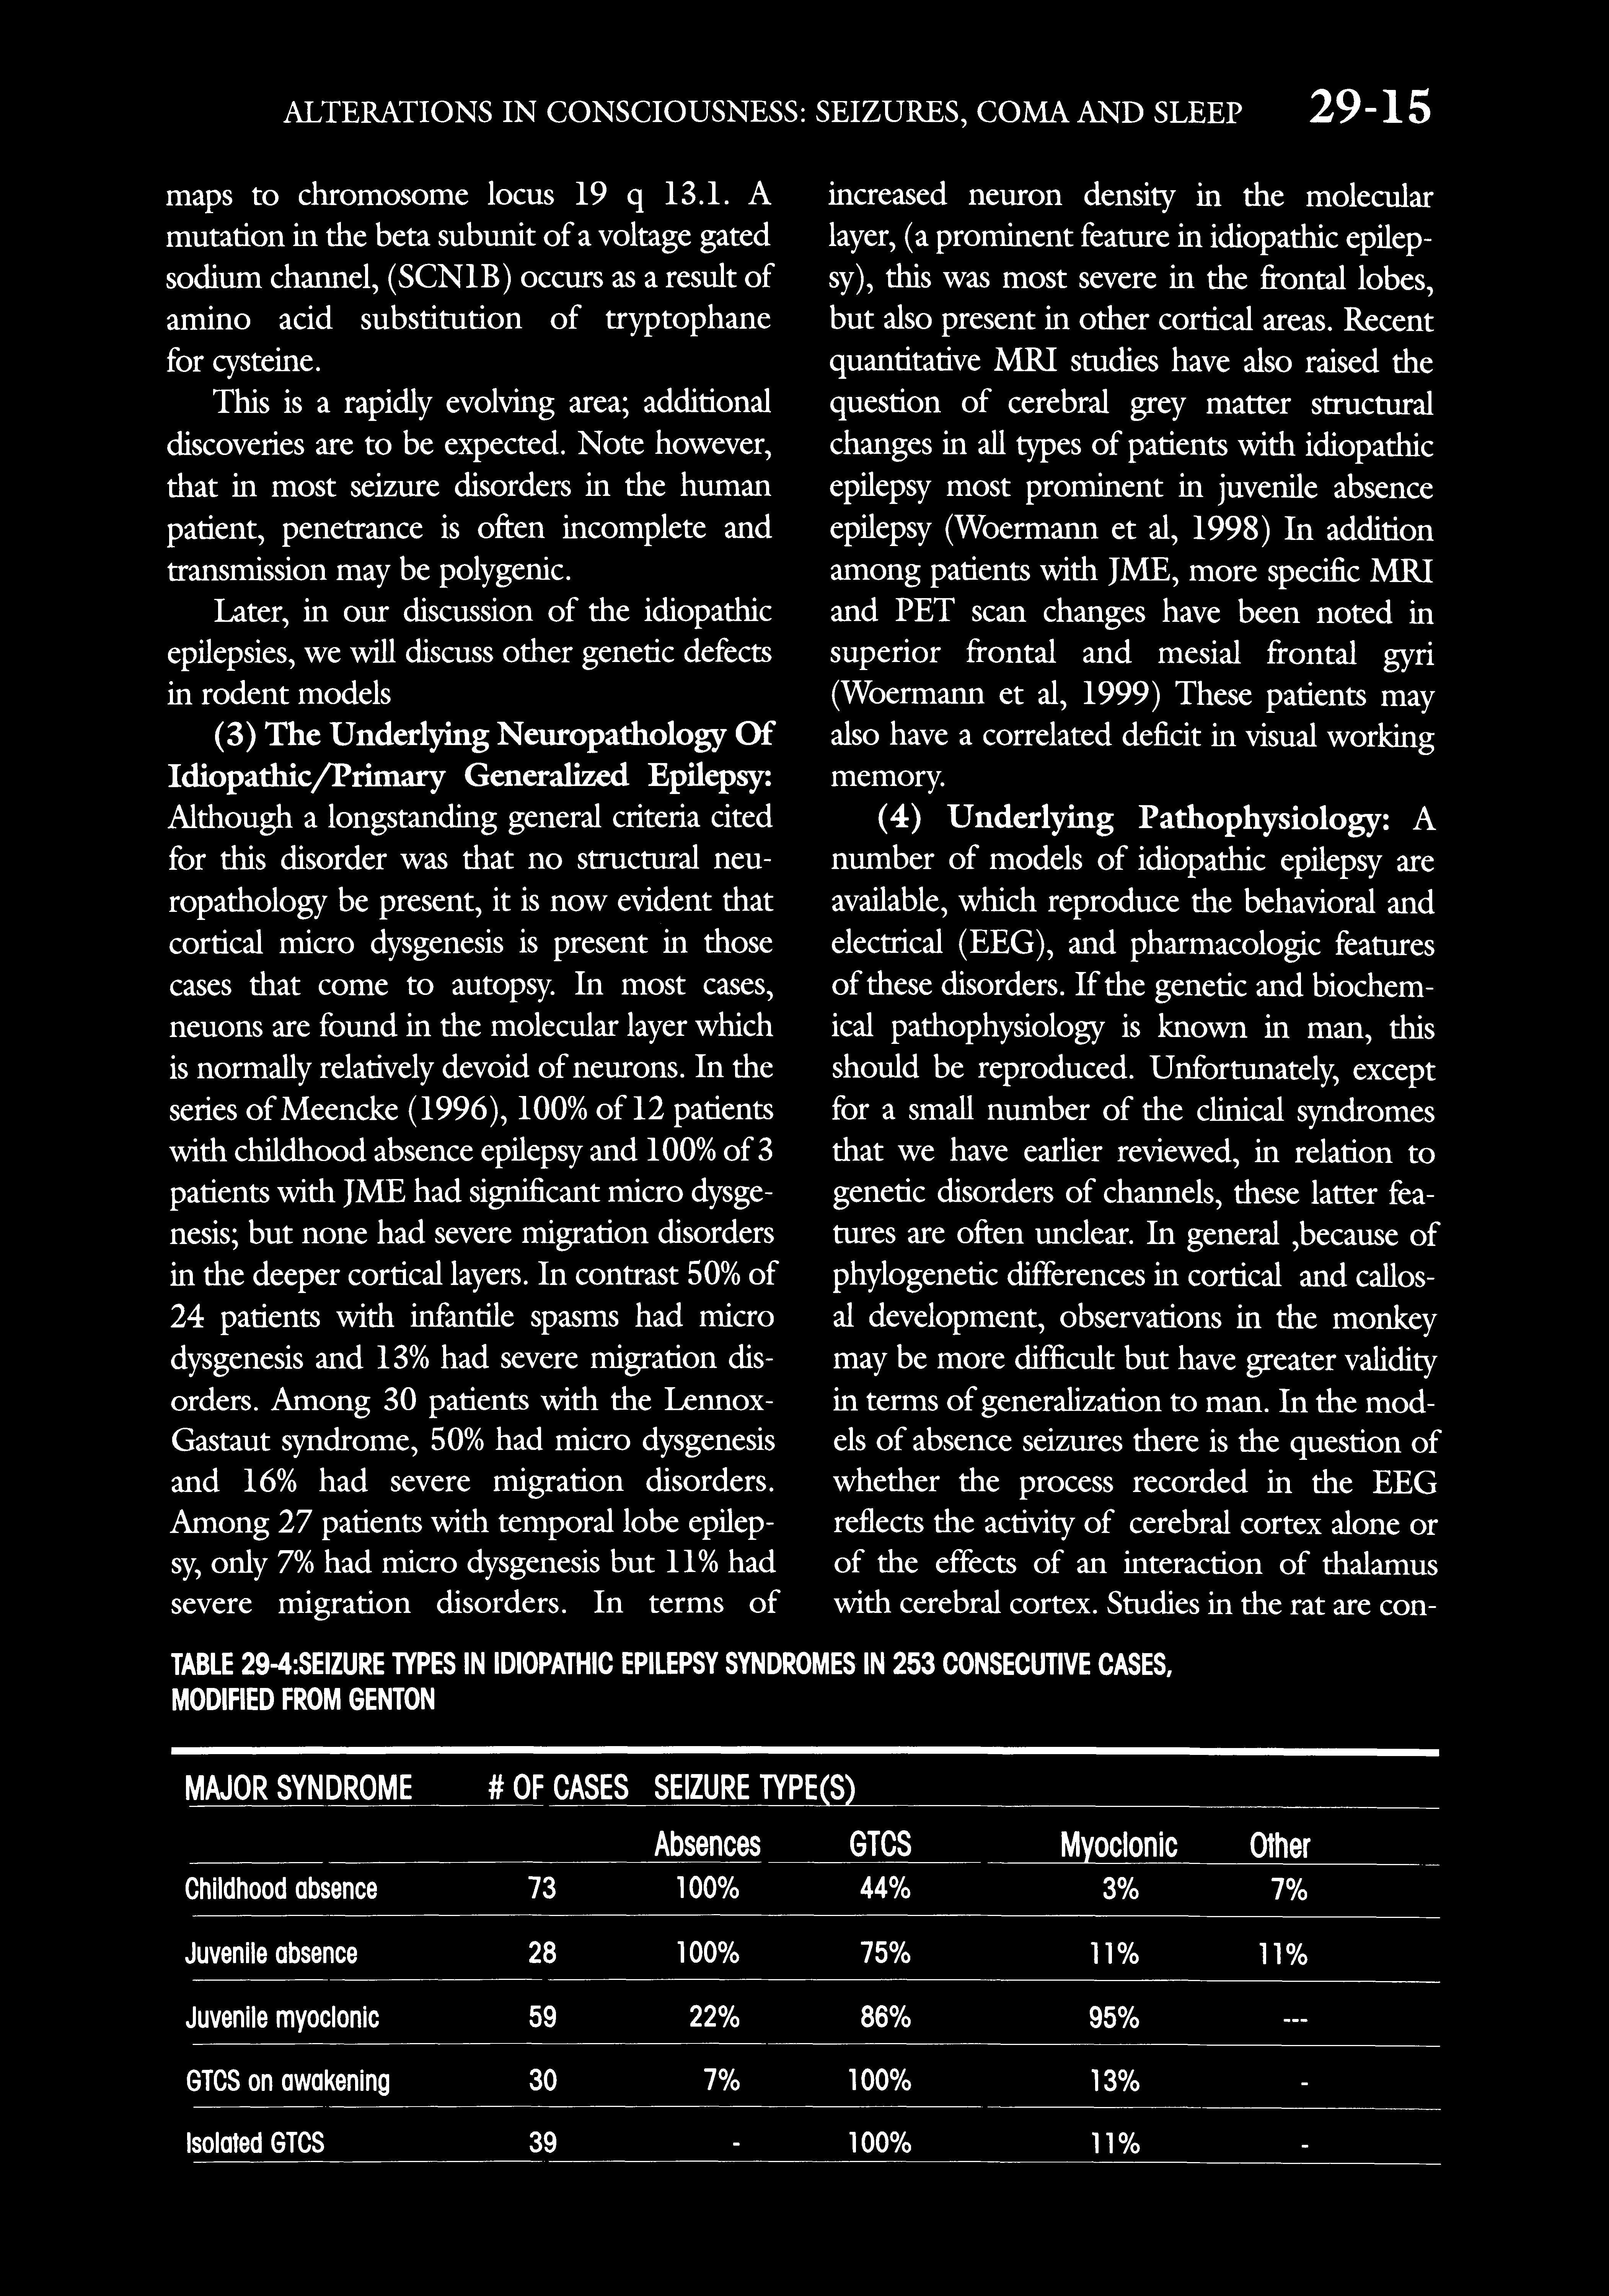 ALTERATIONS IN CONSCIOUSNESS: SEIZURES, COMA AND SLEEP 29-15
maps to chromosome locus 19 q 13.1. A
mutation in the beta subunit of a voltage gated
sodium channel, (SCN1B) occurs as a result of
amino acid substitution of tryptophane
for cysteine.
This is a rapidly evolving area; additional
discoveries are to be expected. Note however,
that in most seizure disorders in the human
patient, penetrance is often incomplete and
transmission may be polygenic.
Later, in our discussion of the idiopathic
epilepsies, we will discuss other genetic defects
in rodent models
(3) The Underlying Neuropathology Of
Idiopathic/Primary Generalized Epilepsy:
Although a longstanding general criteria cited
for this disorder was that no structural neu-
ropathology be present, it is now evident that
cortical micro dysgenesis is present in those
cases that come to autopsy. In most cases,
neuons are found in the molecular layer which
is normally relatively devoid of neurons. In the
series of Meencke (1996), 100% of 12 patients
with childhood absence epilepsy and 100% of 3
patients with JME had significant micro dysge-
nesis; but none had severe migration disorders
in the deeper cortical layers. In contrast 50% of
24 patients with infantile spasms had micro
dysgenesis and 13% had severe migration dis-
orders. Among 30 patients with the Lennox-
Gastaut syndrome, 50% had micro dysgenesis
and 16% had severe migration disorders.
Among 27 patients with temporal lobe epilep-
sy, only 7% had micro dysgenesis but 11% had
severe migration disorders. In terms of
increased neuron density in the molecular
layer, (a prominent feature in idiopathic epilep-
sy), this was most severe in the frontal lobes,
but also present in other cortical areas. Recent
quantitative MRI studies have also raised the
question of cerebral grey matter structural
changes in all types of patients with idiopathic
epilepsy most prominent in juvenile absence
epilepsy (Woermann et al, 1998) In addition
among patients with JME, more specific MRI
and PET scan changes have been noted in
superior frontal and mesial frontal gyri
(Woermann et al, 1999) These patients may
also have a correlated deficit in visual working
memory.
(4) Underlying Pathophysiology: A
number of models of idiopathic epilepsy are
available, which reproduce the behavioral and
electrical (EEG), and pharmacologic features
of these disorders. If the genetic and biochem-
ical pathophysiology is known in man, this
should be reproduced. Unfortunately, except
for a small number of the clinical syndromes
that we have earlier reviewed, in relation to
genetic disorders of channels, these latter fea-
tures are often unclear. In general ,because of
phylogenetic differences in cortical and callos-
al development, observations in the monkey
may be more difficult but have greater validity
in terms of generalization to man. In the mod-
els of absence seizures there is the question of
whether the process recorded in the EEG
reflects the activity of cerebral cortex alone or
of the effects of an interaction of thalamus
with cerebral cortex. Studies in the rat are con-
TABLE 29-4:SEIZURE TYPES IN IDIOPATHIC EPILEPSY SYNDROMES IN 253 CONSECUTIVE CASES,
MODIFIED FROM GENTON
MAJOR SYNDROME # OF CASES SEIZURE TYPE(S)
Absences GTCS Myoclonic Other
Childhood absence 73 100% 44% 3% 7%
Juvenile absence 28 100% 75% 11% 11%
Juvenile myoclonic 59 22% 86% 95% ---
GTCS on awakening 30 7% 100% 13% -
Isolated GTCS 39 - 100% 11% -